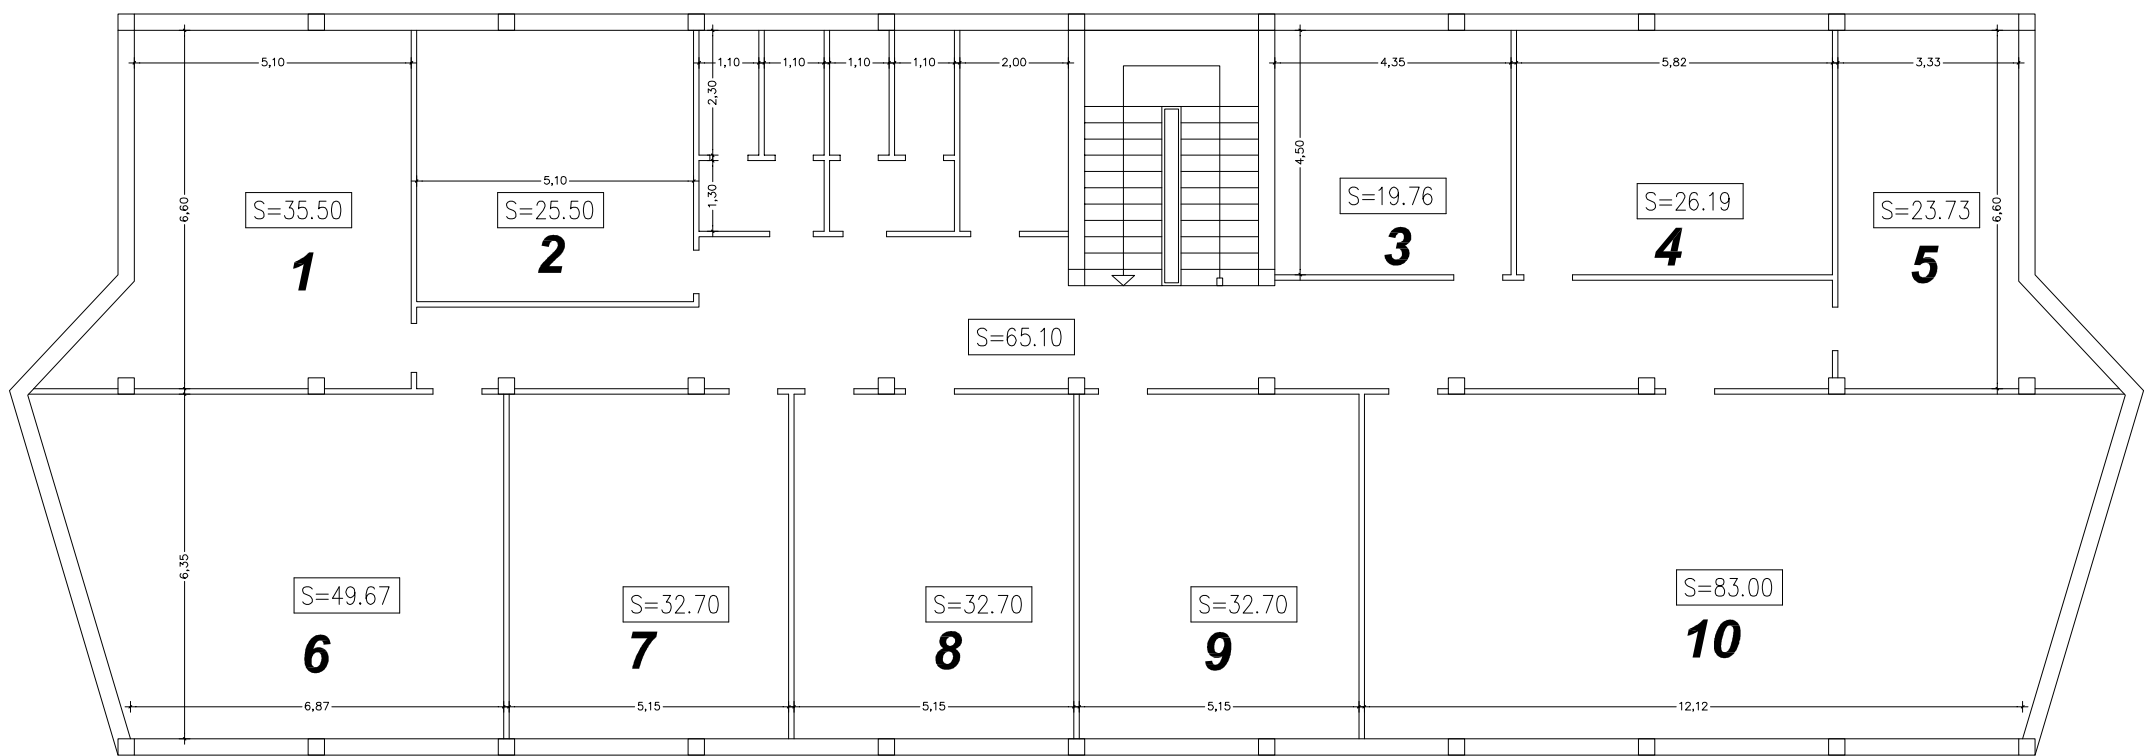 5,10
1,10
1,10
1,10
1,10
2,00
4,35
5,82
3,33
2,30
4,50
5,10
1,30
6,60
6,60
S=35.50
1
S=25.50
2
S=19.76
3
S=26.19
4
S=23.73
5
S=65.10
6,35
S=49.67
6
S=32.70
7
S=32.70
8
S=32.70
9
S=83.00
10
6,87
5,15
5,15
5,15
12,12